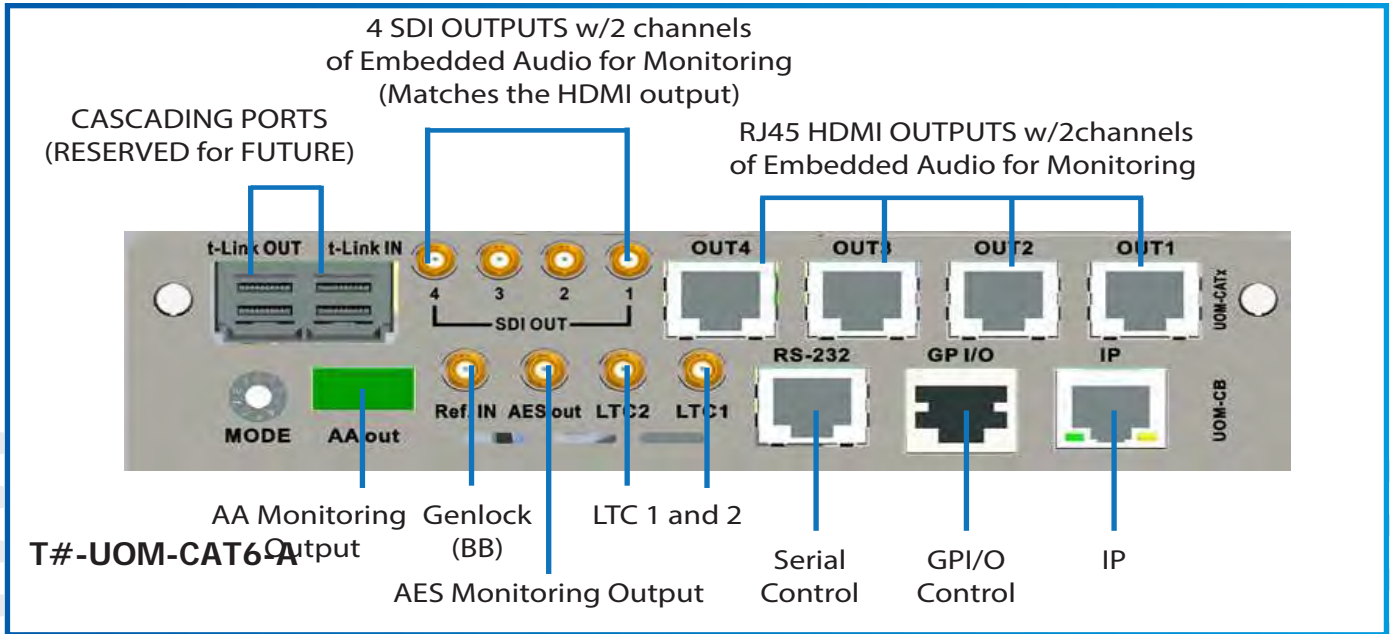 4 SDI OUTPUTS w/2 channels
of Embedded Audio for Monitoring
(Matches the HDMI output)
CASCADING PORTS
(RESERVED for FUTURE)
RJ45 HDMI OUTPUTS w/2channels
of Embedded Audio for Monitoring
t-Link OUT
t-Link IN
OUT4
OUT3
OUT2
OUT1
4
3
2
1
SDI OUT
UOM-CATx
RS-232
GP I/O
IP
Ref. IN
AES out
LTC2
LTC1
MODE
AA out
UOM-CB
AA Monitoring
Output
Genlock
(BB)
LTC 1 and 2
T#-UOM-CAT6-A
AES Monitoring Output
Serial
Control
GPI/O
Control
IP